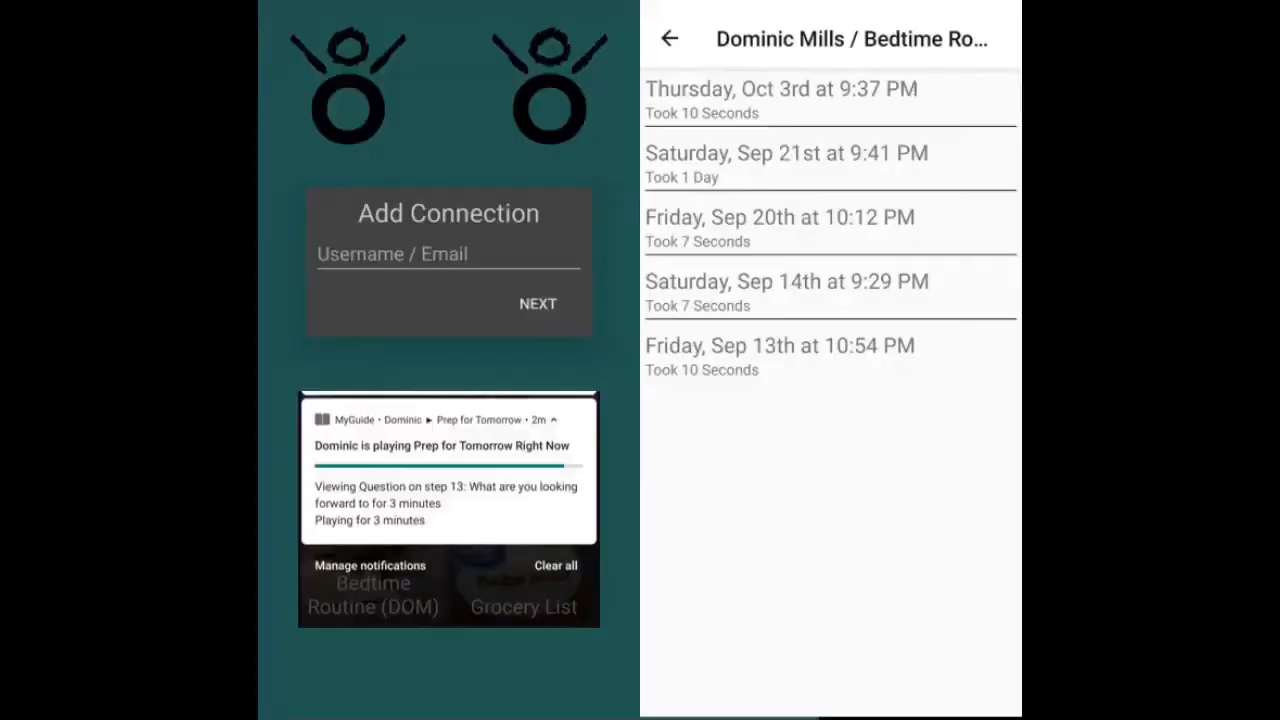 Add Connection
Username / Email
NEXT
MyGuide • Dominic ► Prep for Tomorrow • 2m
Dominic is playing Prep for Tomorrow Right Now
Viewing Question on step 13: What are you looking
forward to for 3 minutes
Playing for 3 minutes
Manage notifications
Clear all
Bedtime
Routine (DOM)
Grocery List
Dominic Mills / Bedtime Ro...
Thursday, Oct 3rd at 9:37 PM
Took 10 Seconds
Saturday, Sep 21st at 9:41 PM
Took 1 Day
Friday, Sep 20th at 10:12 PM
Took 7 Seconds
Saturday, Sep 14th at 9:29 PM
Took 7 Seconds
Friday, Sep 13th at 10:54 PM
Took 10 Seconds